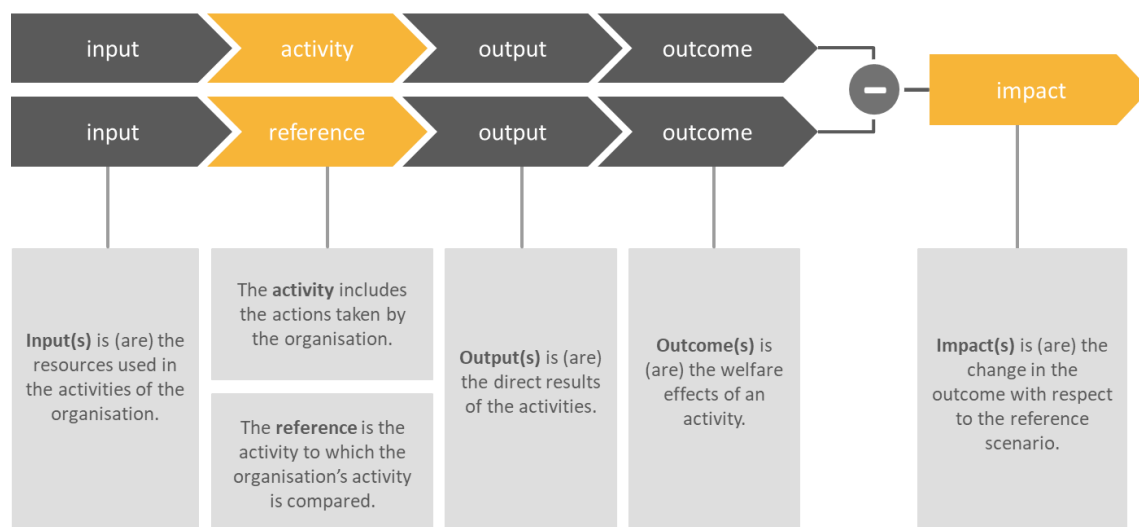 input
activity
output
outcome
impact
input
reference
output
outcome
Input(s) is (are) the
resources used in
the activities of the
organisation.
The activity includes
the actions taken by
the organisation.
The reference is the
activity to which the
organisation's activity
is compared.
Output(s) is (are)
the direct results
of the activities.
Outcome(s) is
(are) the welfare
effects of an
activity.
Impact(s) is (are) the
change in the
outcome with respect
to the reference
scenario.